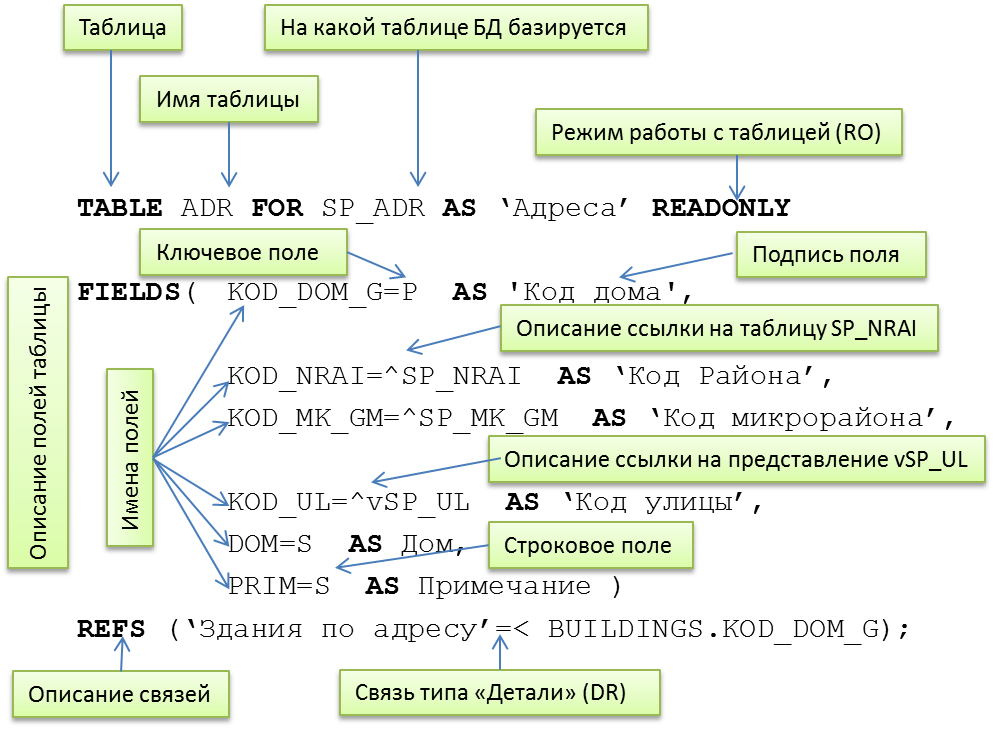 Таблица
На какой таблице БД базируется
Имя таблицы
Режим работы с таблицей (RO)
TABLE ADR FOR SP_ADR AS ‘Адреса’ READONLY
Ключевое поле
Подпись поля
Описание полей таблицы
FIELDS( KOD_DOM_G=P AS 'Код дома',
Описание ссылки на таблицу SP_NRAI
Имена полей
KOD_NRAI=^SP_NRAI AS ‘Код Района’,
KOD_MK_GM=^SP_MK_GM AS ‘Код микрорайона’,
Описание ссылки на представление vSP_UL
KOD_UL=^vSP_UL AS ‘Код улицы’,
DOM=S AS Дом,
Строковое поле
PRIM=S AS Примечание )
REFS (‘Здания по адресу’=< BUILDINGS.KOD_DOM_G);
Описание связей
Связь типа «Детали» (DR)